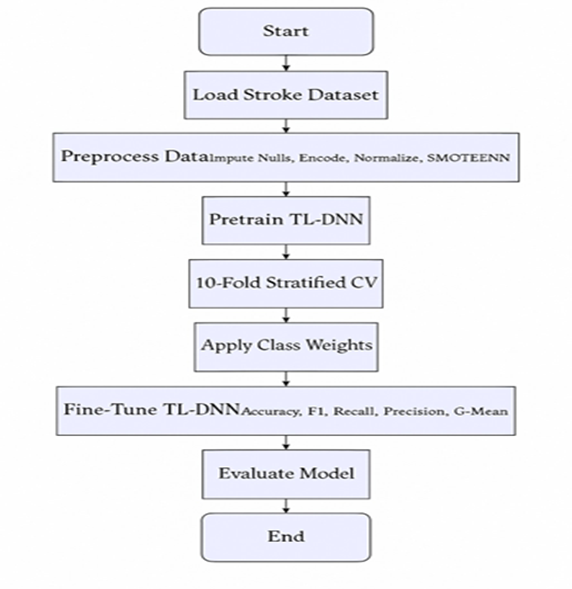 Start
Load Stroke Dataset
Preprocess DataImpute Nulls, Encode, Normalize, SMOTEENN
Pretrain TL-DNN
10-Fold Stratified CV
Apply Class Weights
Fine-Tune TL-DNNAccuracy, F1, Recall, Precision, G-Mean
Evaluate Model
End